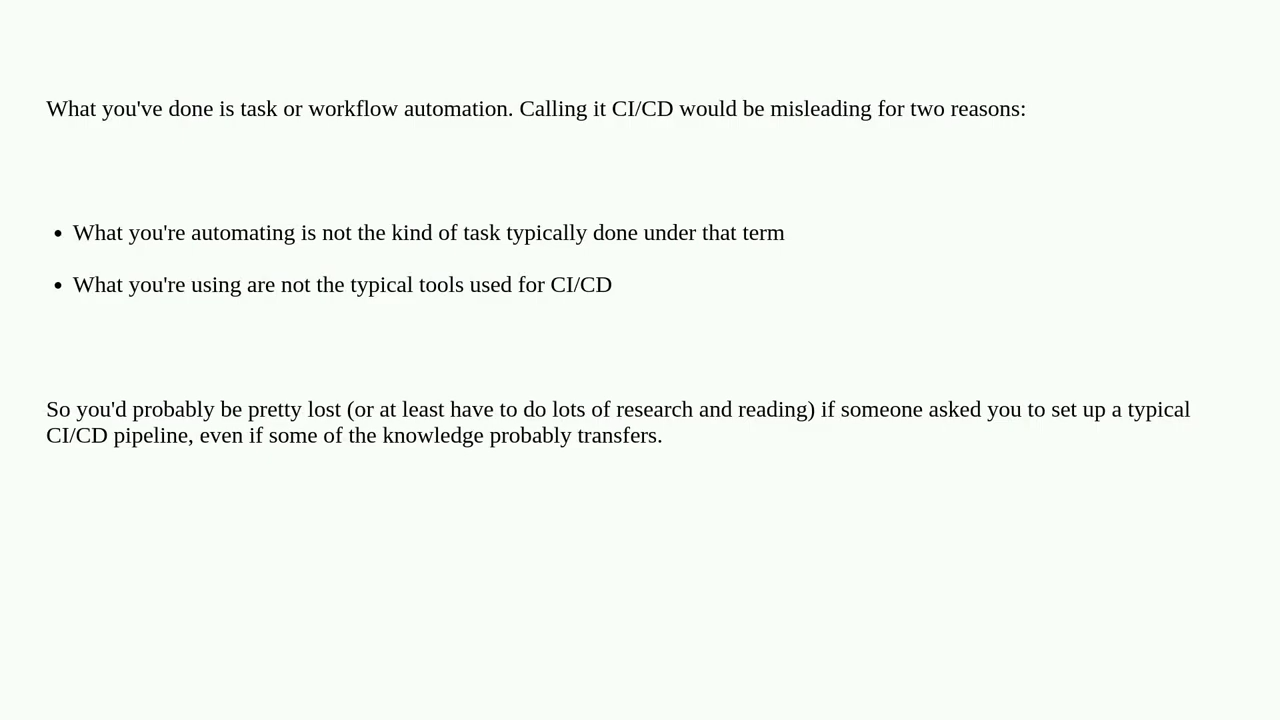 What you've done is task or workflow automation. Calling it CI/CD would be misleading for two reasons:
• What you're automating is not the kind of task typically done under that term
• What you're using are not the typical tools used for CI/CD
So you'd probably be pretty lost (or at least have to do lots of research and reading) if someone asked you to set up a typical
CI/CD pipeline, even if some of the knowledge probably transfers.